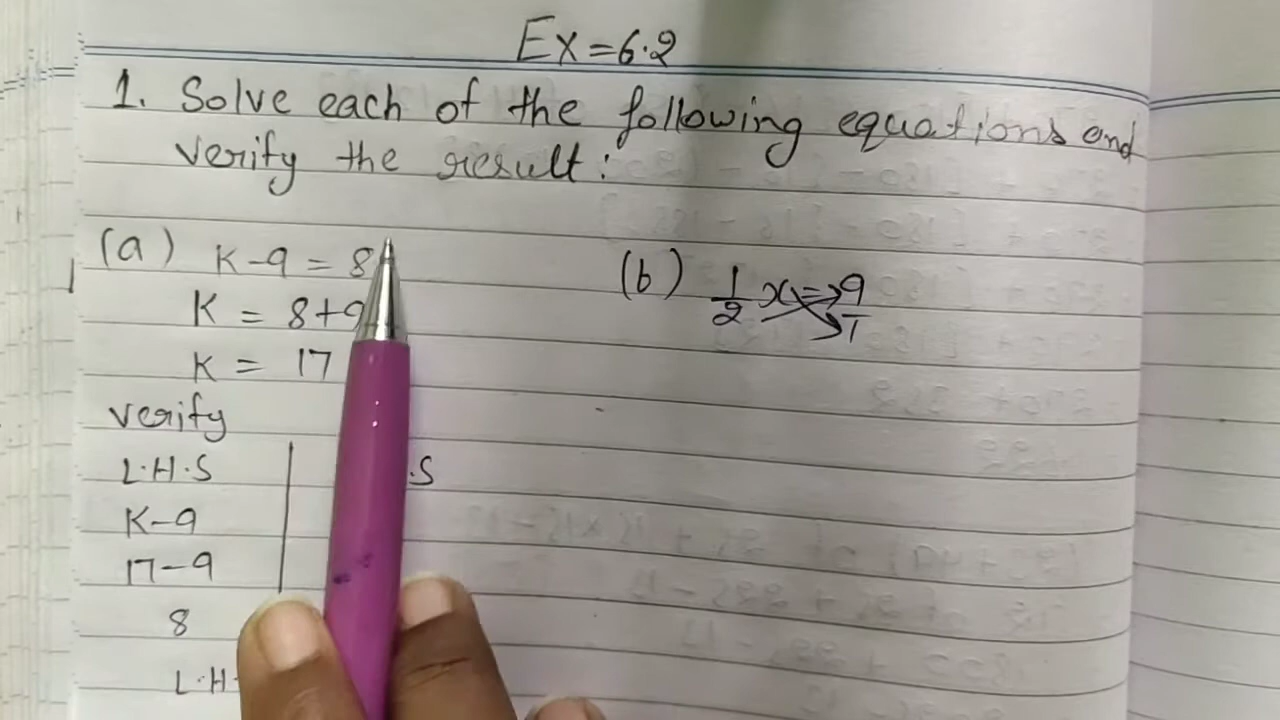 Ex=6.2
1. Solve each of the following equations and
verify the result:
(a) K-9 = 8
K = 8+9
K = 17
verify
L.H.S .S
K-9
17-9
8
L.H.
(b) 1/2 x = 9/1